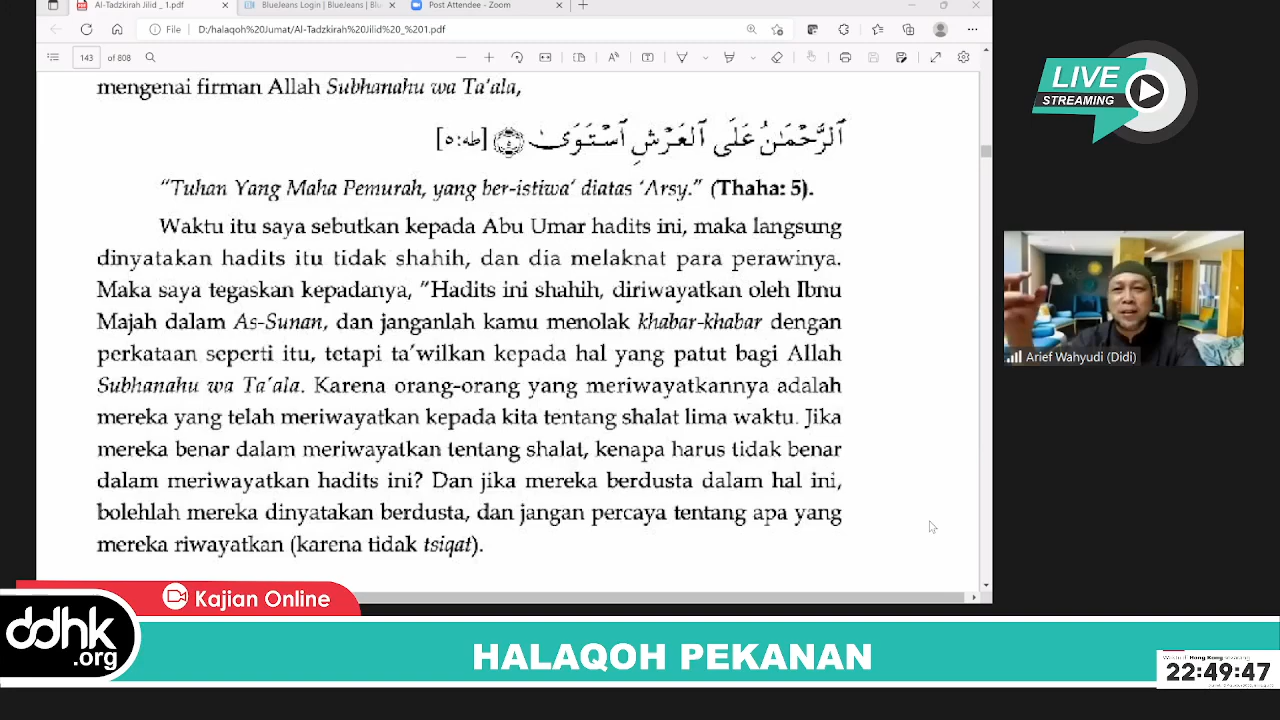 Al-Tadzkirah Jilid _ 1.pdf
BlueJeans Login | BlueJeans | Bu
Post Attendee - Zoom
File
D:/halaqoh%20Jumat/Al-Tadzkirah%20Jilid%20_%201.pdf
143 of 808
mengenai firman Allah Subhanahu wa Ta'ala,
ٱلرَّحْمَـٰنُ عَلَى ٱلْعَرْشِ ٱسْتَوَىٰ ۝٥ [طه:٥]
"Tuhan Yang Maha Pemurah, yang ber-istiwa' diatas 'Arsy." (Thaha: 5).
Waktu itu saya sebutkan kepada Abu Umar hadits ini, maka langsung
dinyatakan hadits itu tidak shahih, dan dia melaknat para perawinya.
Maka saya tegaskan kepadanya, "Hadits ini shahih, diriwayatkan oleh Ibnu
Majah dalam As-Sunan, dan janganlah kamu menolak khabar-khabar dengan
perkataan seperti itu, tetapi ta'wilkan kepada hal yang patut bagi Allah
Subhanahu wa Ta'ala. Karena orang-orang yang meriwayatkannya adalah
mereka yang telah meriwayatkan kepada kita tentang shalat lima waktu. Jika
mereka benar dalam meriwayatkan tentang shalat, kenapa harus tidak benar
dalam meriwayatkan hadits ini? Dan jika mereka berdusta dalam hal ini,
bolehlah mereka dinyatakan berdusta, dan jangan percaya tentang apa yang
mereka riwayatkan (karena tidak tsiqat).
LIVE
STREAMING
Arief Wahyudi (Didi)
Kajian Online
ddhk
.org
HALAQOH PEKANAN
22:49:47